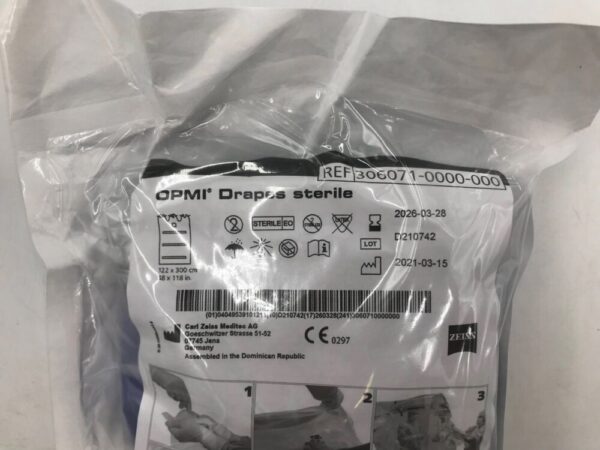 REF 306071-0000-000
OPMI® Drapes sterile
STERILE EO
2026-03-28
LOT D210742
2021-03-15
122 x 300 cm
48 x 118 in.
Carl Zeiss Meditec AG
Goeschwitzer Strasse 51-52
07745 Jena
Germany
Assembled in the Dominican Republic
CE 0297
ZEISS
1
2
3